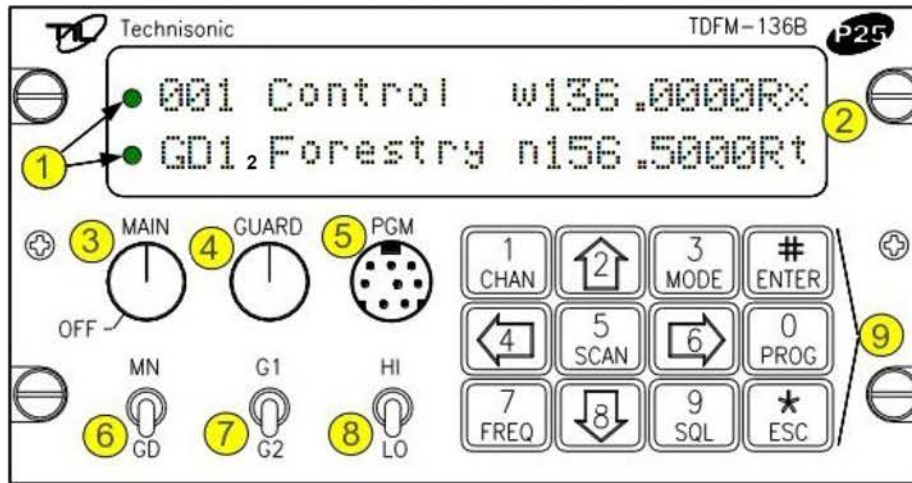 TiL Technisonic TDFM-136B P25
001 Control w136.0000Rx
GD1 2 Forestry n156.5000Rt
1 2
3 MAIN 4 GUARD 5 PGM
OFF
1 CHAN 2 3 MODE # ENTER
4 5 SCAN 6 0 PROG
9
MN G1 HI
6 GD 7 G2 8 LO
7 FREQ 8 9 SQL * ESC